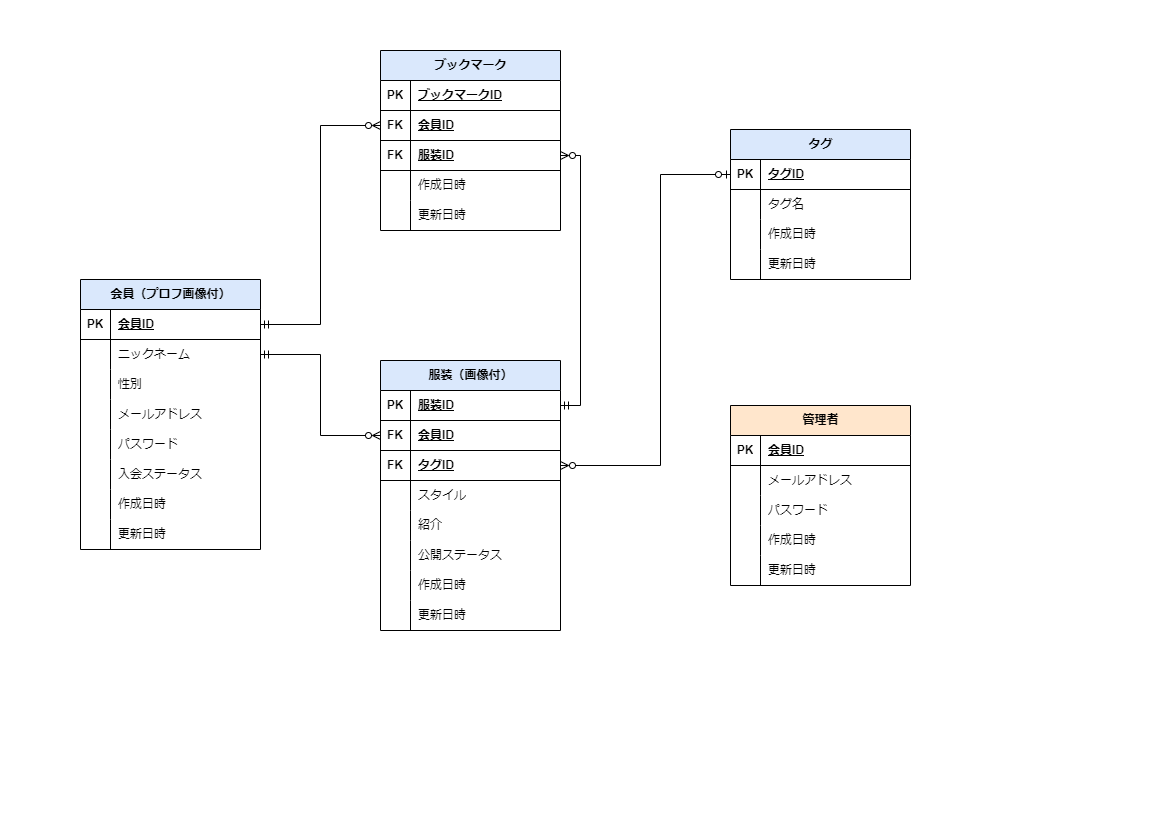 ブックマーク
PK ブックマークID
FK 会員ID
FK 服装ID
作成日時
更新日時
タグ
PK タグID
タグ名
作成日時
更新日時
会員（プロフ画像付）
PK 会員ID
ニックネーム
性別
メールアドレス
パスワード
入会ステータス
作成日時
更新日時
服装（画像付）
PK 服装ID
FK 会員ID
FK タグID
スタイル
紹介
公開ステータス
作成日時
更新日時
管理者
PK 会員ID
メールアドレス
パスワード
作成日時
更新日時